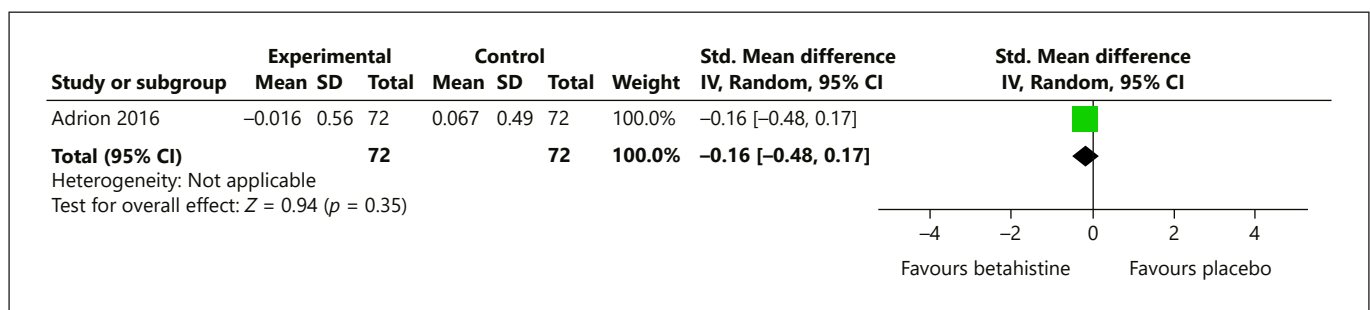 Experimental Control Std. Mean difference Std. Mean difference
Study or subgroup Mean SD Total Mean SD Total Weight IV, Random, 95% CI IV, Random, 95% CI
Adrion 2016 –0.016 0.56 72 0.067 0.49 72 100.0% –0.16 [–0.48, 0.17]
Total (95% CI) 72 72 100.0% –0.16 [–0.48, 0.17]
Heterogeneity: Not applicable
Test for overall effect: Z = 0.94 (p = 0.35)
–4 –2 0 2 4
Favours betahistine Favours placebo